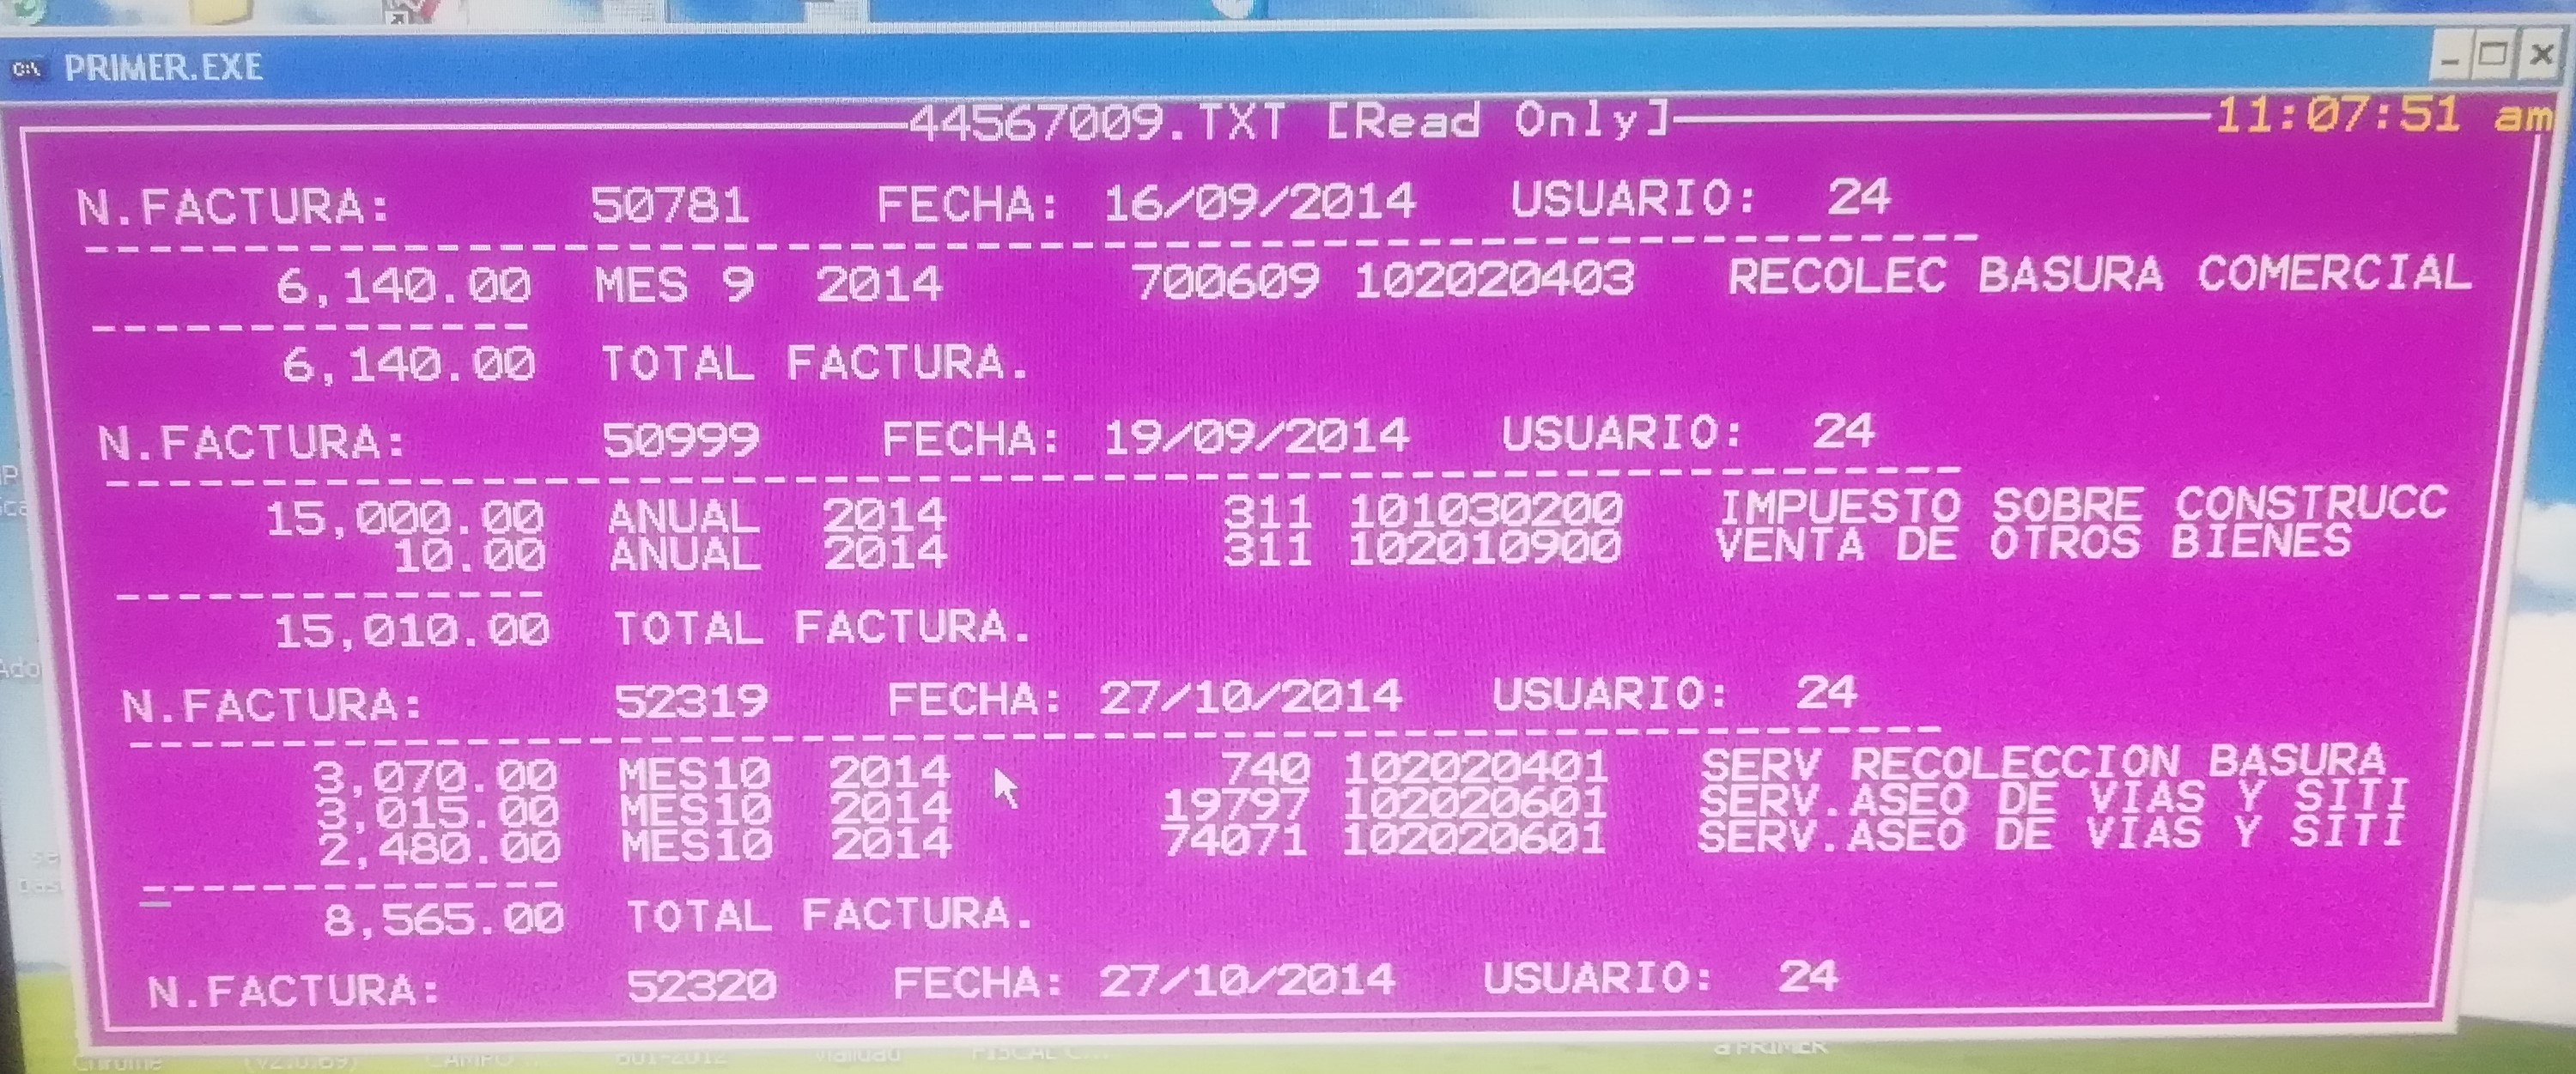 PRIMER.EXE
44567009.TXT [Read Only] 11:07:51 am
N.FACTURA: 50781 FECHA: 16/09/2014 USUARIO: 24
6,140.00 MES 9 2014 700609 102020403 RECOLEC BASURA COMERCIAL
6,140.00 TOTAL FACTURA.
N.FACTURA: 50999 FECHA: 19/09/2014 USUARIO: 24
15,000.00 ANUAL 2014 311 101030200 IMPUESTO SOBRE CONSTRUCC
10.00 ANUAL 2014 311 102010900 VENTA DE OTROS BIENES
15,010.00 TOTAL FACTURA.
N.FACTURA: 52319 FECHA: 27/10/2014 USUARIO: 24
3,070.00 MES10 2014 740 102020401 SERV RECOLECCION BASURA
3,015.00 MES10 2014 19797 102020601 SERV.ASEO DE VIAS Y SITI
2,480.00 MES10 2014 74071 102020601 SERV.ASEO DE VIAS Y SITI
8,565.00 TOTAL FACTURA.
N.FACTURA: 52320 FECHA: 27/10/2014 USUARIO: 24